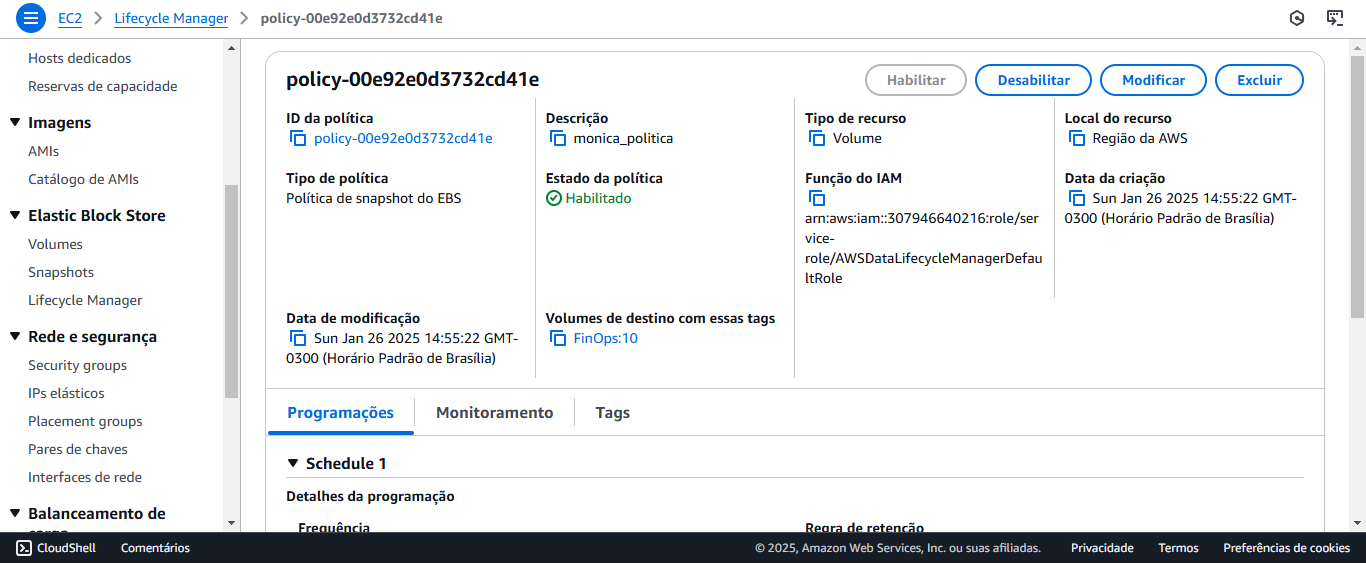 EC2 > Lifecycle Manager > policy-00e92e0d3732cd41e
Hosts dedicados
Reservas de capacidade
Imagens
AMIs
Catálogo de AMIs
Elastic Block Store
Volumes
Snapshots
Lifecycle Manager
Rede e segurança
Security groups
IPs elásticos
Placement groups
Pares de chaves
Interfaces de rede
Balanceamento de
carga
policy-00e92e0d3732cd41e
Habilitar
Desabilitar
Modificar
Excluir
ID da política
policy-00e92e0d3732cd41e
Descrição
monica_politica
Tipo de recurso
Volume
Local do recurso
Região da AWS
Tipo de política
Política de snapshot do EBS
Estado da política
Habilitado
Função do IAM
arn:aws:iam::307946640216:role/ser
vice-
role/AWSDataLifecycleManagerDefau
ltRole
Data da criação
Sun Jan 26 2025 14:55:22 GMT-
0300 (Horário Padrão de Brasília)
Data de modificação
Sun Jan 26 2025 14:55:22 GMT-
0300 (Horário Padrão de Brasília)
Volumes de destino com essas tags
FinOps:10
Programações
Monitoramento
Tags
Schedule 1
Detalhes da programação
Frequência
Regra de retenção
CloudShell
Comentários
© 2025, Amazon Web Services, Inc. ou suas afiliadas.
Privacidade
Termos
Preferências de cookies